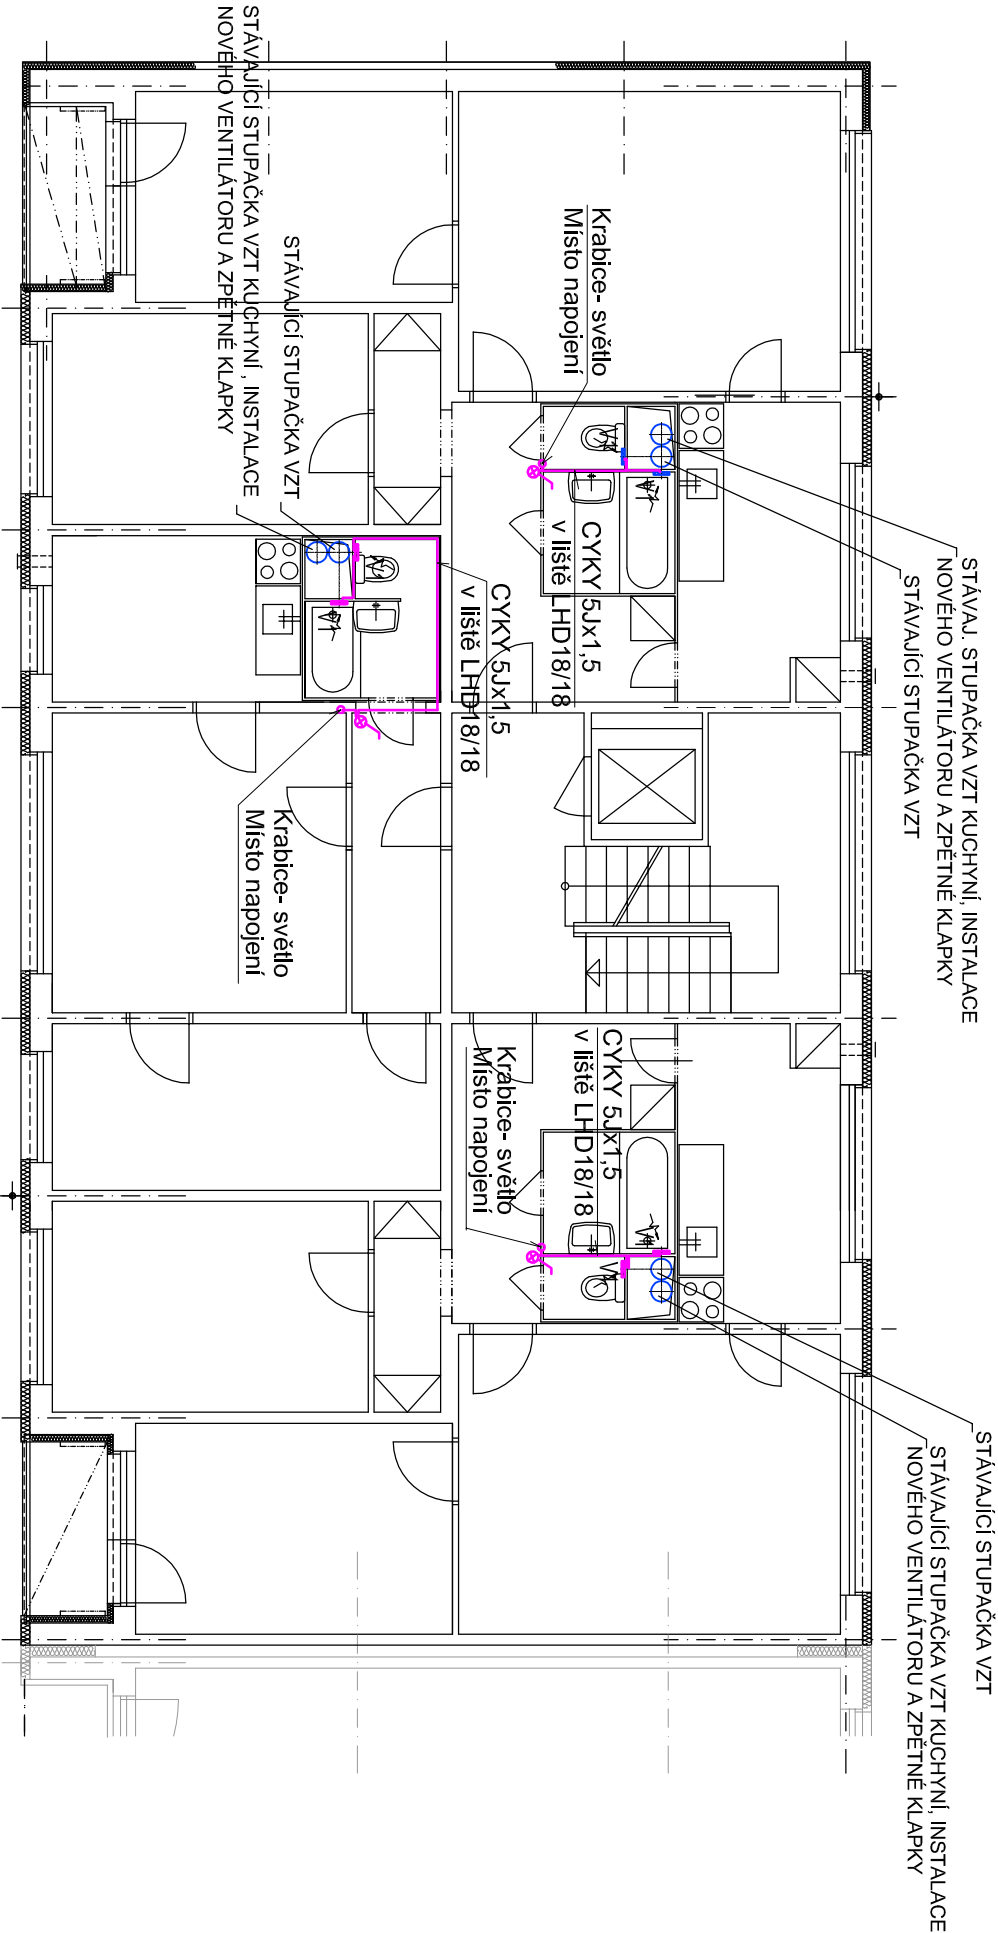 STÁVAJÍCÍ STUPAČKA VZT
STÁVAJÍCÍ STUPAČKA VZT KUCHYNÍ, INSTALACE
NOVÉHO VENTILÁTORU A ZPĚTNÉ KLAPKY
STÁVAJ. STUPAČKA VZT KUCHYNÍ, INSTALACE
NOVÉHO VENTILÁTORU A ZPĚTNÉ KLAPKY
STÁVAJÍCÍ STUPAČKA VZT
Krabice- světlo
Místo napojení
CYKY 5Jx1,5
v liště LHD18/18
CYKY 5Jx1,5
v liště LHD18/18
Krabice- světlo
Místo napojení
CYKY 5Jx1,5
v liště LHD18/18
STÁVAJÍCÍ STUPAČKA VZT
STÁVAJÍCÍ STUPAČKA VZT KUCHYNÍ, INSTALACE
NOVÉHO VENTILÁTORU A ZPĚTNÉ KLAPKY
Krabice- světlo
Místo napojení